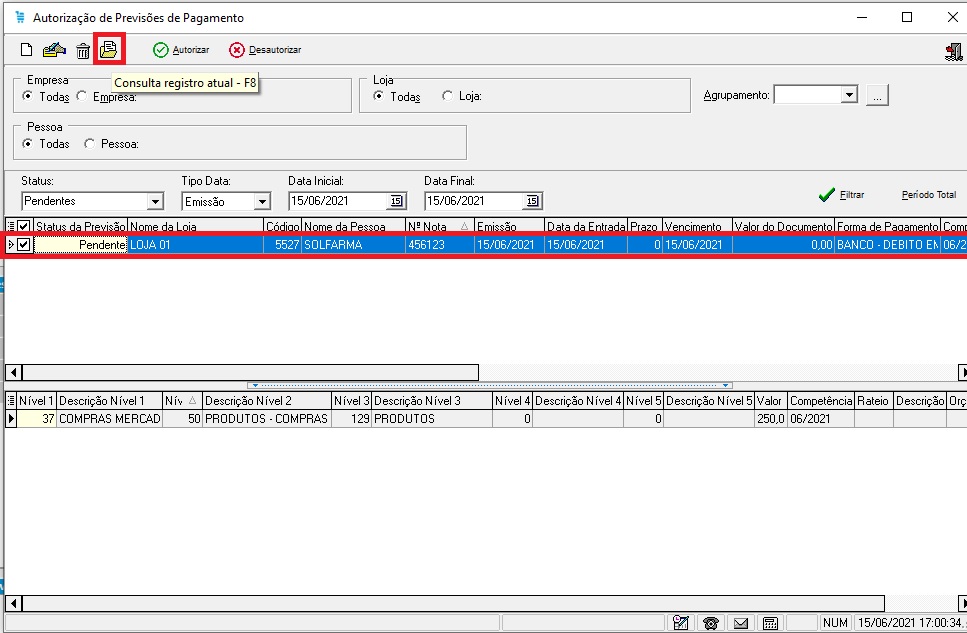 Autorização de Previsões de Pagamento
Autorizar Desautorizar
Consulta registro atual - F8
Empresa Loja
Todas Empresa: Todas Loja: Agrupamento: ...
Pessoa
Todas Pessoa:
Status: Tipo Data: Data Inicial: Data Final:
Pendentes Emissão 15/06/2021 15 15/06/2021 15 Filtrar Período Total
Status da Previsão Nome da Loja Código Nome da Pessoa Nº Nota Emissão Data da Entrada Prazo Vencimento Valor do Documento Forma de Pagamento Comp
Pendente LOJA 01 5527 SOLFARMA 456123 15/06/2021 15/06/2021 0 15/06/2021 0,00 BANCO - DEBITO EM 06/2
Nível 1 Descrição Nível 1 Nív Descrição Nível 2 Nível 3 Descrição Nível 3 Nível 4 Descrição Nível 4 Nível 5 Descrição Nível 5 Valor Competência Rateio Descrição Orç
37 COMPRAS MERCAD 50 PRODUTOS - COMPRAS 129 PRODUTOS 0 0 250,0 06/2021
NUM 15/06/2021 17:00:34